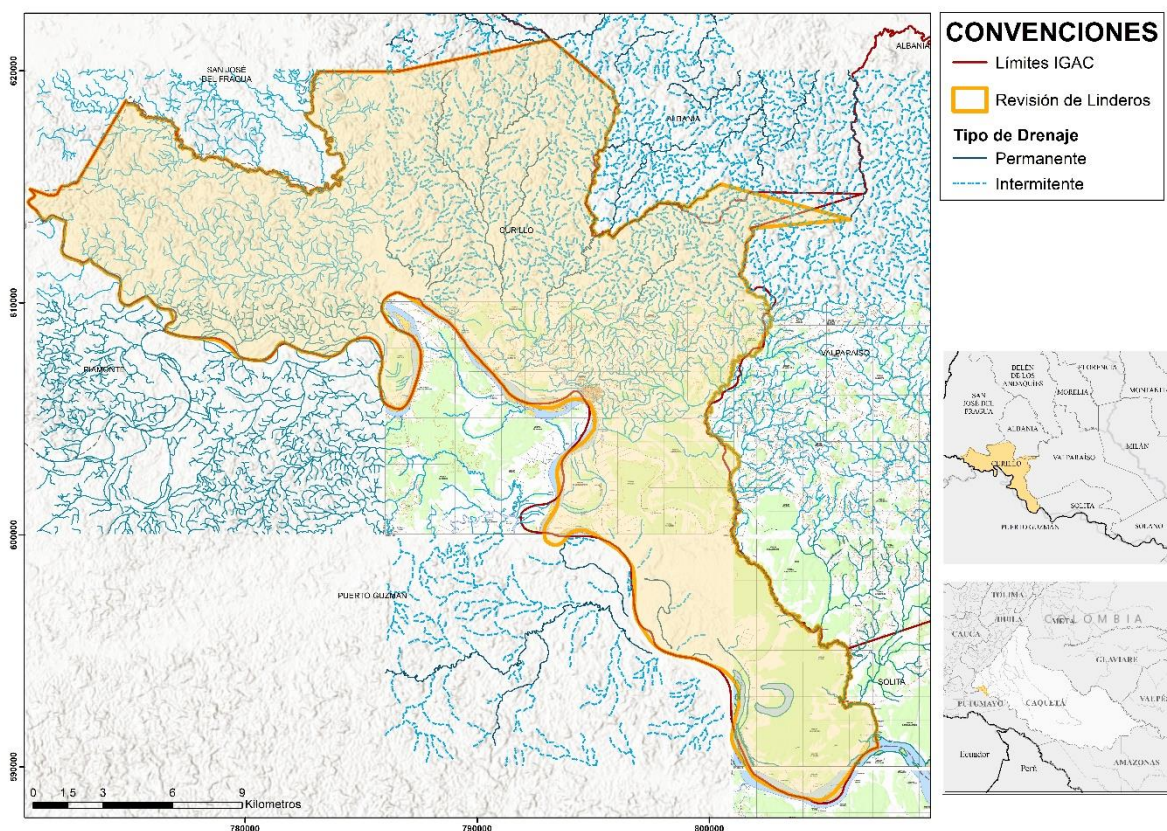 CONVENCIONES
Límites IGAC
Revisión de Linderos
Tipo de Drenaje
Permanente
Intermitente
620000
610000
600000
590000
780000
790000
800000
SAN JOSÉ
DEL FRAGUA
ALBANIA
ALBANIA
CURILLO
PIAMONTE
VALPARAÍSO
PUERTO GUZMÁN
SOLITA
0 1,5 3 6 9
Kilometros
BELÉN
DE LOS
ANDAQUÍES
FLORENCIA
MORELIA
MONTAÑI
SAN
JOSÉ DEL
FRAGUA
ALBANIA
MILÁN
CURILLO
VALPARAÍSO
SOLITA
PUERTO GUZMÁN
SOLANO
TOLIMA
HUILA
META
COLOMBIA
CAUCA
GUAVIARE
VALPÉS
CAQUETÁ
PUTUMAYO
Ecuador
Perú
AMAZONAS